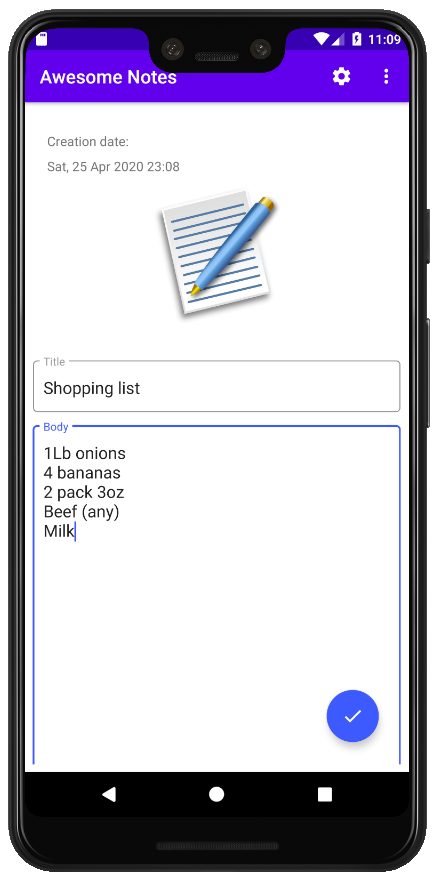 11:09
Awesome Notes
Creation date:
Sat, 25 Apr 2020 23:08
Title
Shopping list
Body
1Lb onions
4 bananas
2 pack 3oz
Beef (any)
Milk